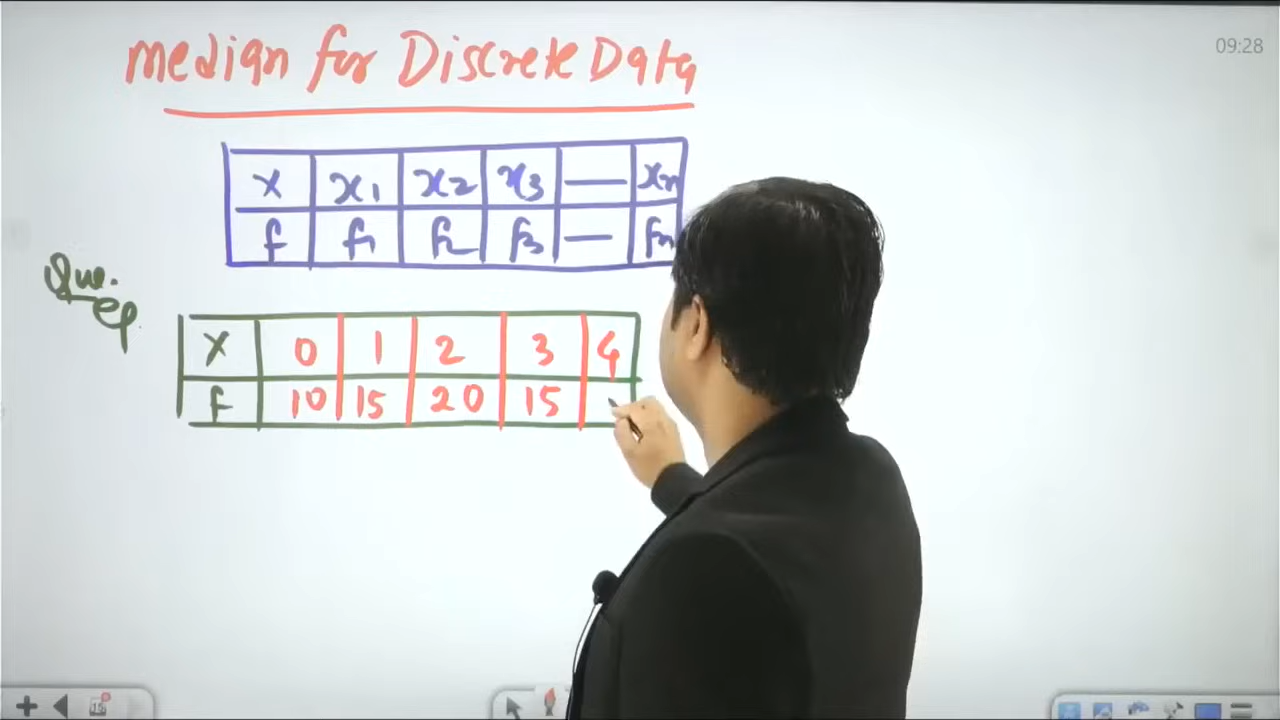 09:28
Median for Discrete Data
X x1 x2 x3 — xn
f f1 f2 f3 — fn
Que.
X 0 1 2 3 4
f 10 15 20 15